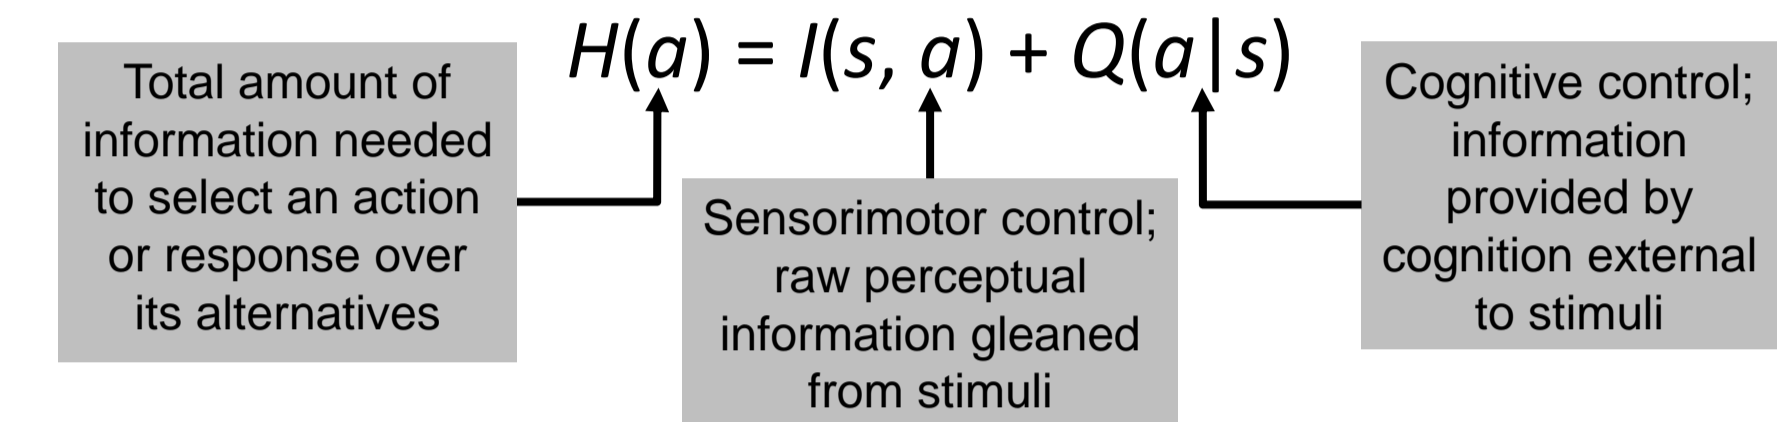 H(a) = I(s, a) + Q(a|s)
Total amount of
information needed
to select an action
or response over
its alternatives
Sensorimotor control;
raw perceptual
information gleaned
from stimuli
Cognitive control;
information
provided by
cognition external
to stimuli